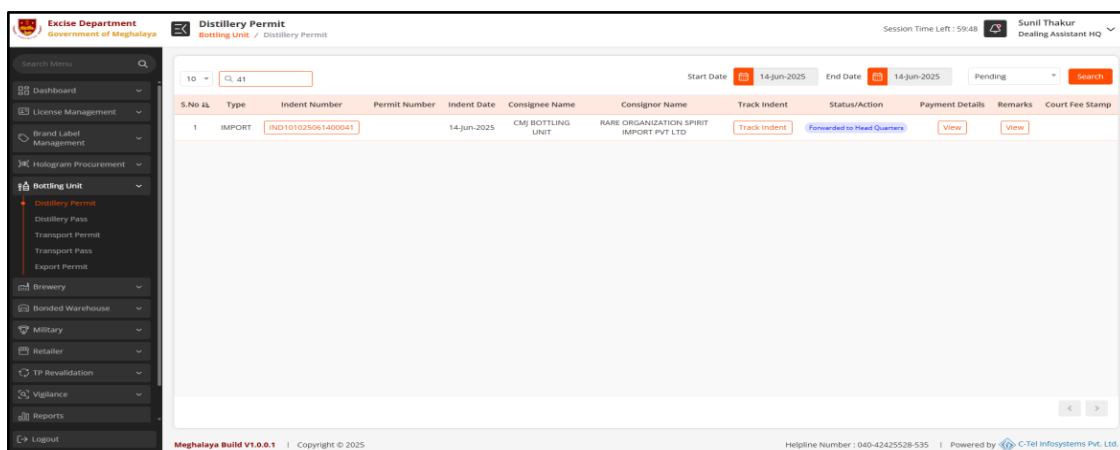 Excise Department
Government of Meghalaya
Distillery Permit
Bottling Unit / Distillery Permit
Session Time Left : 59:48
Sunil Thakur
Dealing Assistant HQ
Search Menu
Dashboard
License Management
Brand Label
Management
Hologram Procurement
Bottling Unit
Distillery Permit
Distillery Pass
Transport Permit
Transport Pass
Export Permit
Brewery
Bonded Warehouse
Military
Retailer
TP Revalidation
Vigilance
Reports
Logout
10 41 Start Date 14-Jun-2025 End Date 14-Jun-2025 Pending Search
S.No Type Indent Number Permit Number Indent Date Consignee Name Consignor Name Track Indent Status/Action Payment Details Remarks Court Fee Stamp
1 IMPORT IND101025061400041 14-Jun-2025 CMJ BOTTLING UNIT RARE ORGANIZATION SPIRIT IMPORT PVT LTD Track Indent Forwarded to Head Quarters View View
Meghalaya Build V1.0.0.1 | Copyright © 2025
Helpline Number : 040-42425528-535 | Powered by C-Tel Infosystems Pvt. Ltd.